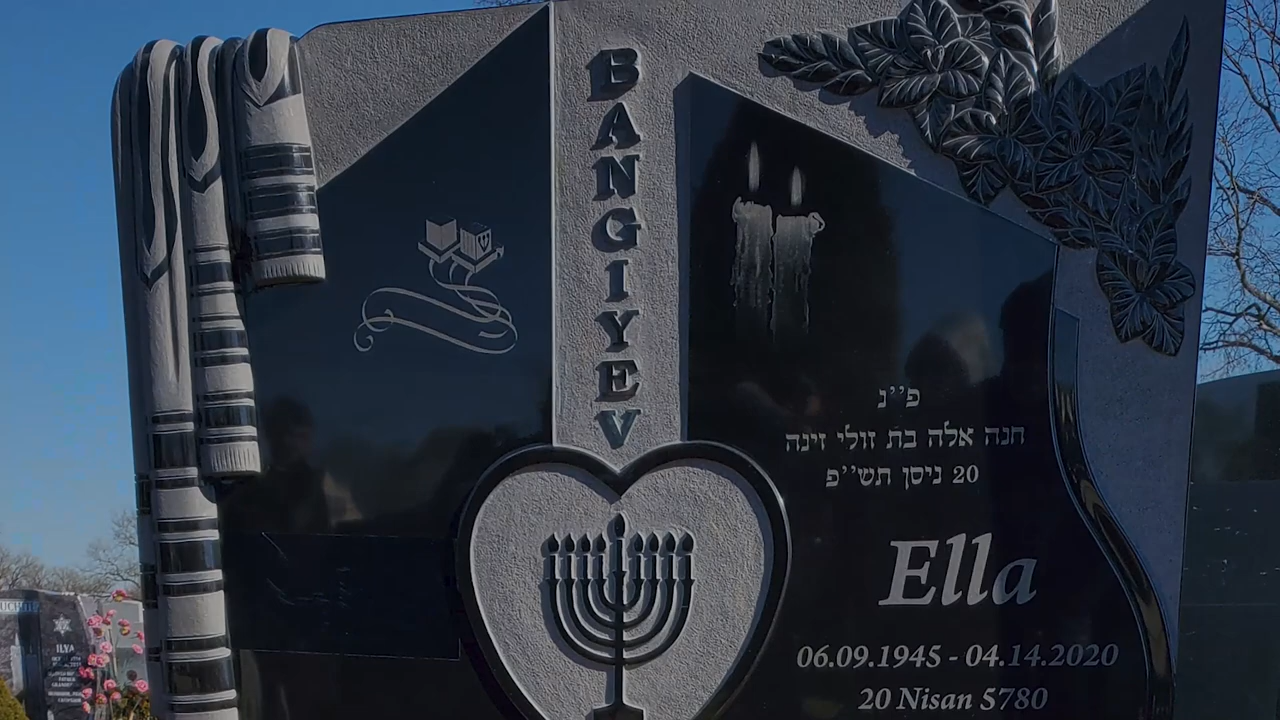 BANGIYEV
פ''נ
חנה אלה בת זולי זינה
20 ניסן תש''פ
Ella
06.09.1945 - 04.14.2020
20 Nisan 5780
ILYA